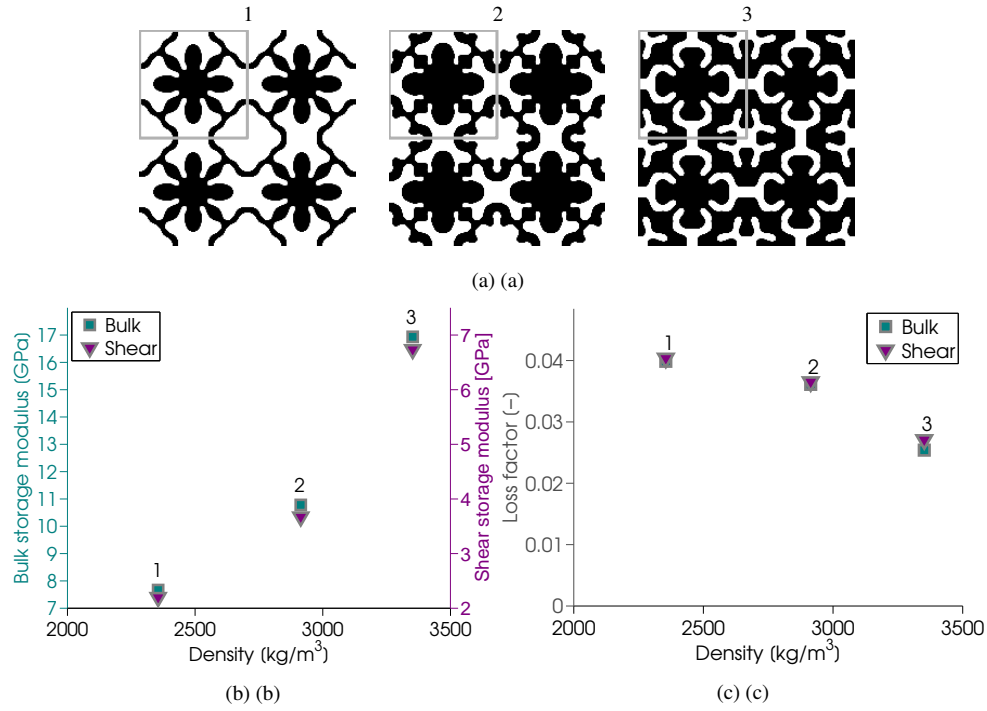 1 2 3
(a) (a)
Bulk
Shear
17
16
15
14
13
12
11
10
9
8
7
Bulk storage modulus (GPa)
7
6
5
4
3
2
Shear storage modulus [GPa]
1
2
3
2000 2500 3000 3500
Density [kg/m³]
(b) (b)
Bulk
Shear
0.04
0.03
0.02
0.01
0
Loss factor (–)
1
2
3
2000 2500 3000 3500
Density [kg/m³]
(c) (c)